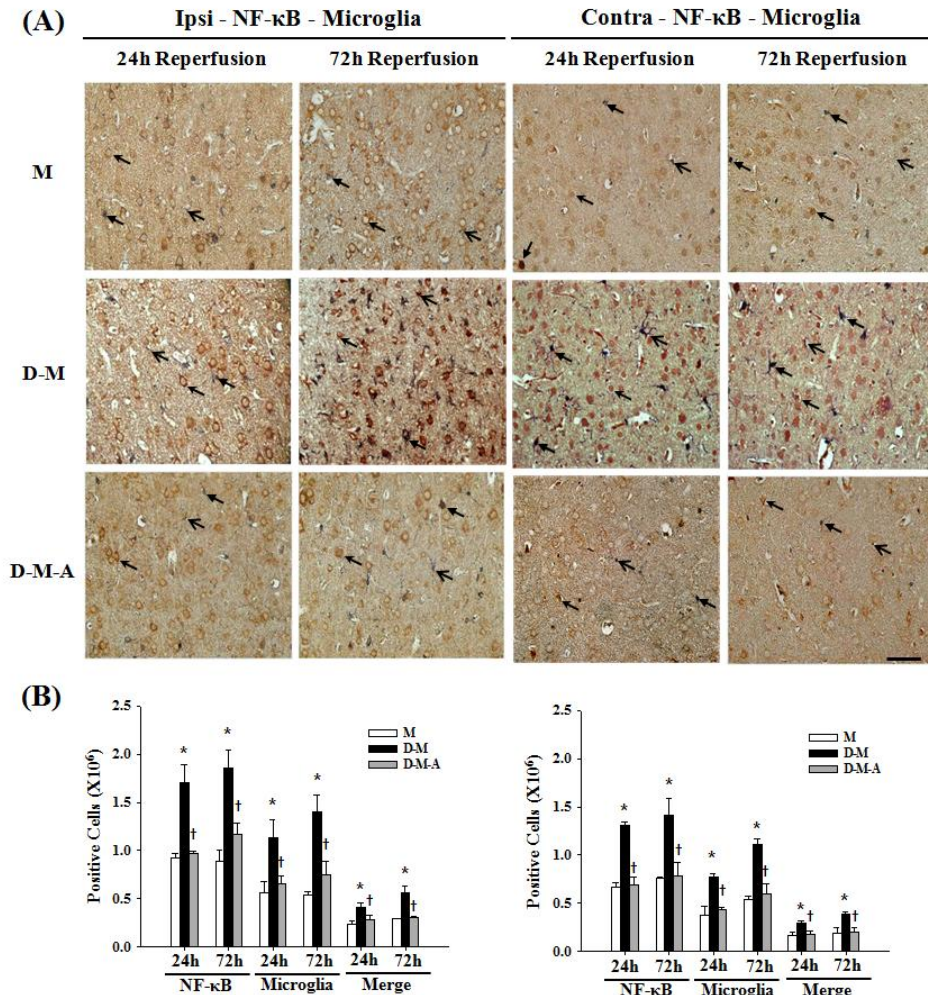 (A)
Ipsi - NF-κB - Microglia
Contra - NF-κB - Microglia
24h Reperfusion
72h Reperfusion
24h Reperfusion
72h Reperfusion
M
D-M
D-M-A
(B)
2.5
2.0
1.5
1.0
0.5
0.0
Positive Cells (X10⁶)
M
D-M
D-M-A
* * * * * *
† † † † † †
24h 72h 24h 72h 24h 72h
NF-κB Microglia Merge
2.5
2.0
1.5
1.0
0.5
0.0
Positive Cells (X10⁶)
M
D-M
D-M-A
* * * * * *
† † † † † †
24h 72h 24h 72h 24h 72h
NF-κB Microglia Merge